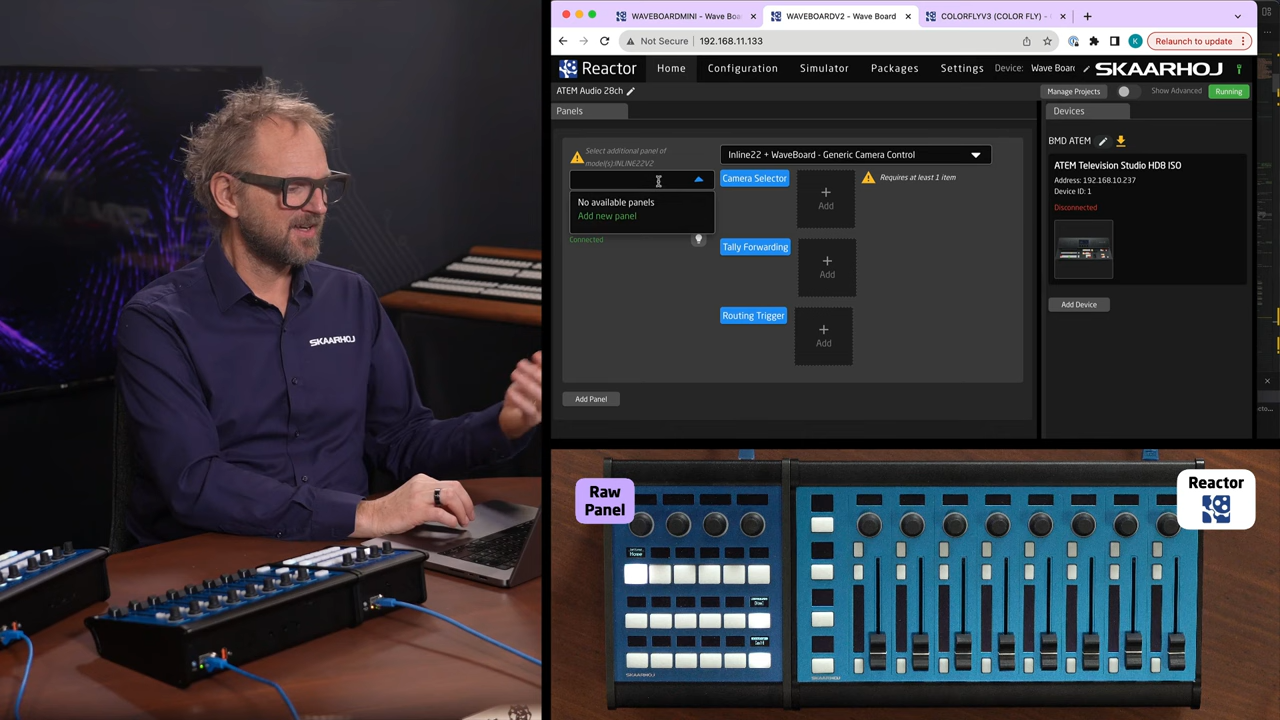 WAVEBOARDMINI - Wave Boa
WAVEBOARDV2 - Wave Board
COLORFLYV3 (COLOR FLY) -
Not Secure
192.168.11.133
K
Relaunch to update
Reactor
Home
Configuration
Simulator
Packages
Settings
Device:
Wave Board
SKAARHOJ
ATEM Audio 28ch
Manage Projects
Show Advanced
Running
Panels
Devices
Select additional panel of
model(s):INLINE22V2
Inline22 + WaveBoard - Generic Camera Control
No available panels
Add new panel
Connected
Camera Selector
Add
Requires at least 1 item
Tally Forwarding
Add
Routing Trigger
Add
Add Panel
BMD ATEM
ATEM Television Studio HD8 ISO
Address: 192.168.10.237
Device ID: 1
Disconnected
Add Device
SKAARHOJ
Raw
Panel
Reactor
Home
SKAARHOJ
SKAARHOJ